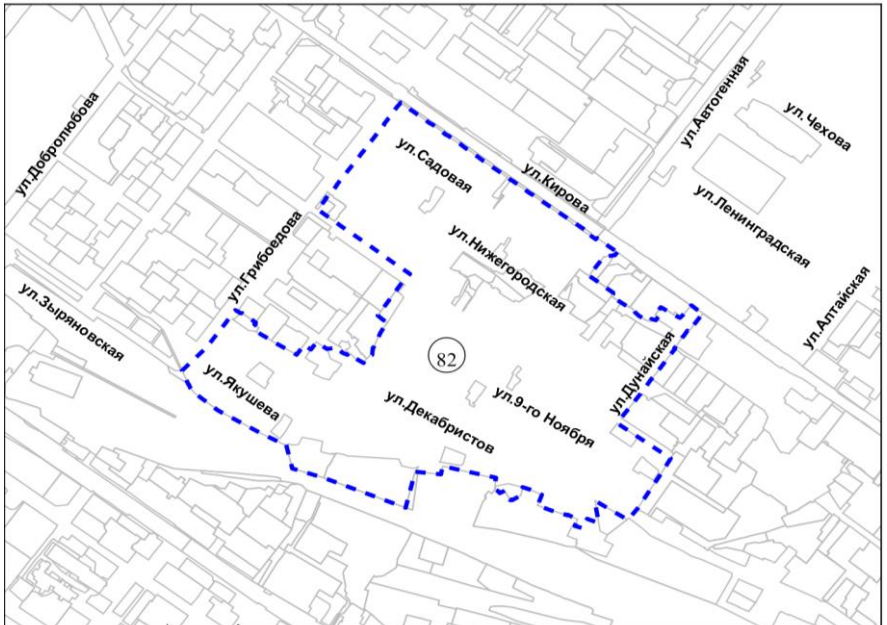 ул.Добролюбова
ул.Садовая
ул.Кирова
ул.Автогенная
ул.Чехова
ул.Ленинградская
ул.Грибоедова
ул.Нижегородская
ул.Алтайская
ул.Зыряновская
82
ул.Дунайская
ул.Якушева
ул.Декабристов
ул.9-го Ноября